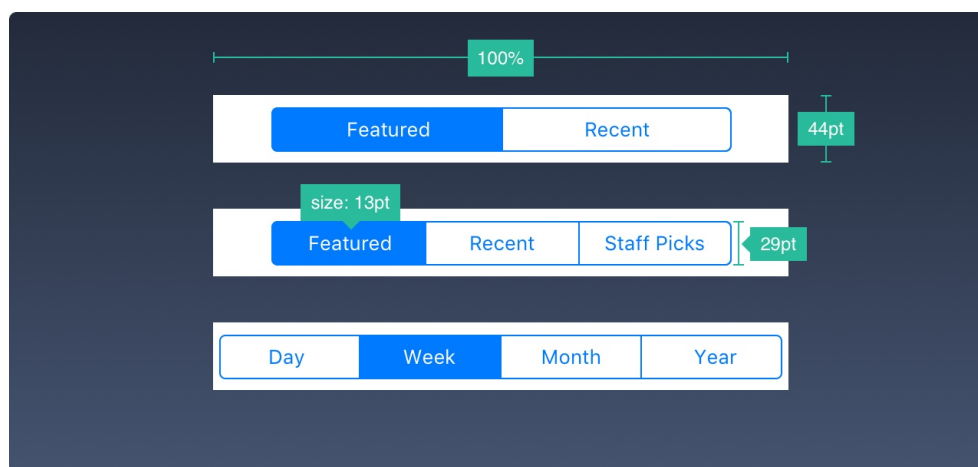 100%
Featured Recent
44pt
size: 13pt
Featured Recent Staff Picks
29pt
Day Week Month Year